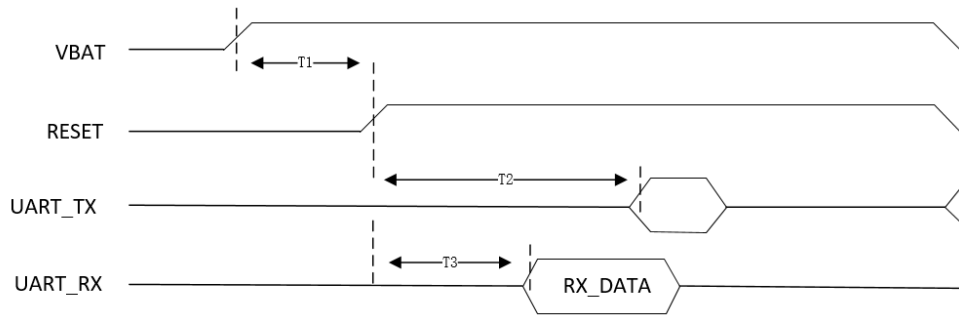 VBAT
T1
RESET
T2
UART_TX
T3
UART_RX
RX_DATA